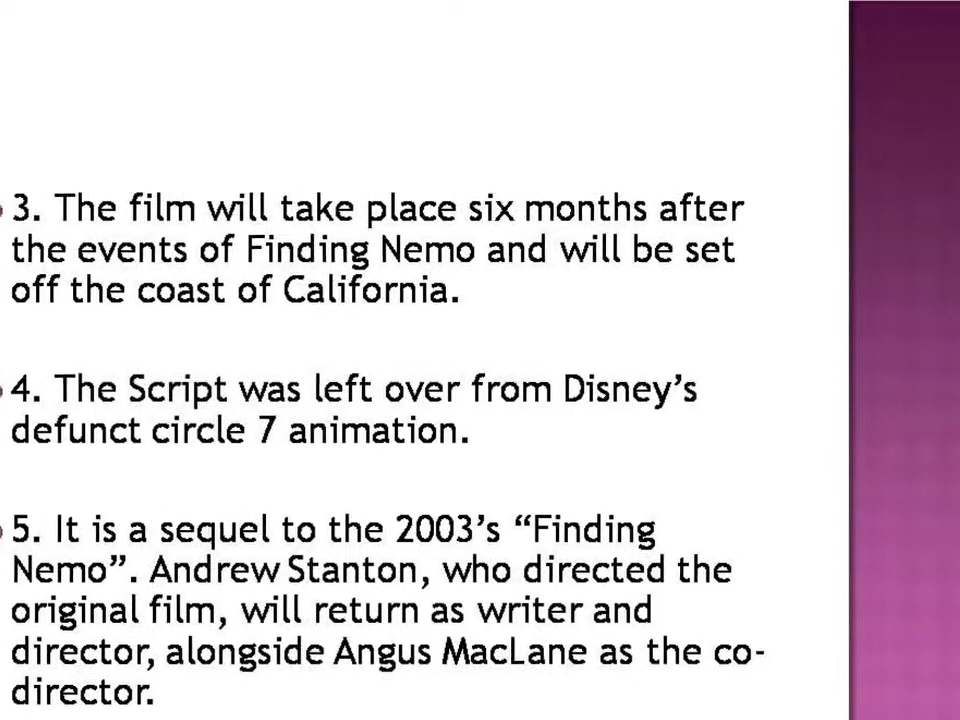 3. The film will take place six months after
the events of Finding Nemo and will be set
off the coast of California.
4. The Script was left over from Disney’s
defunct circle 7 animation.
5. It is a sequel to the 2003’s “Finding
Nemo”. Andrew Stanton, who directed the
original film, will return as writer and
director, alongside Angus MacLane as the co-
director.